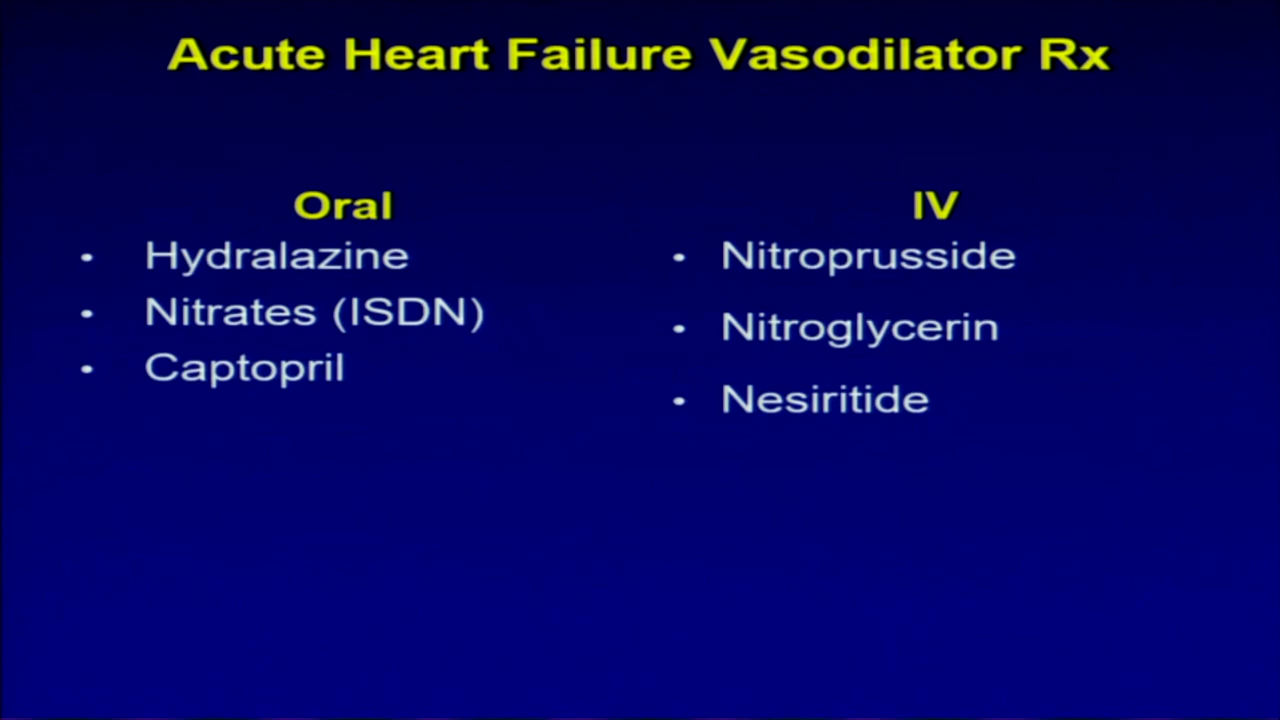 Acute Heart Failure Vasodilator Rx
Oral
• Hydralazine
• Nitrates (ISDN)
• Captopril
IV
• Nitroprusside
• Nitroglycerin
• Nesiritide